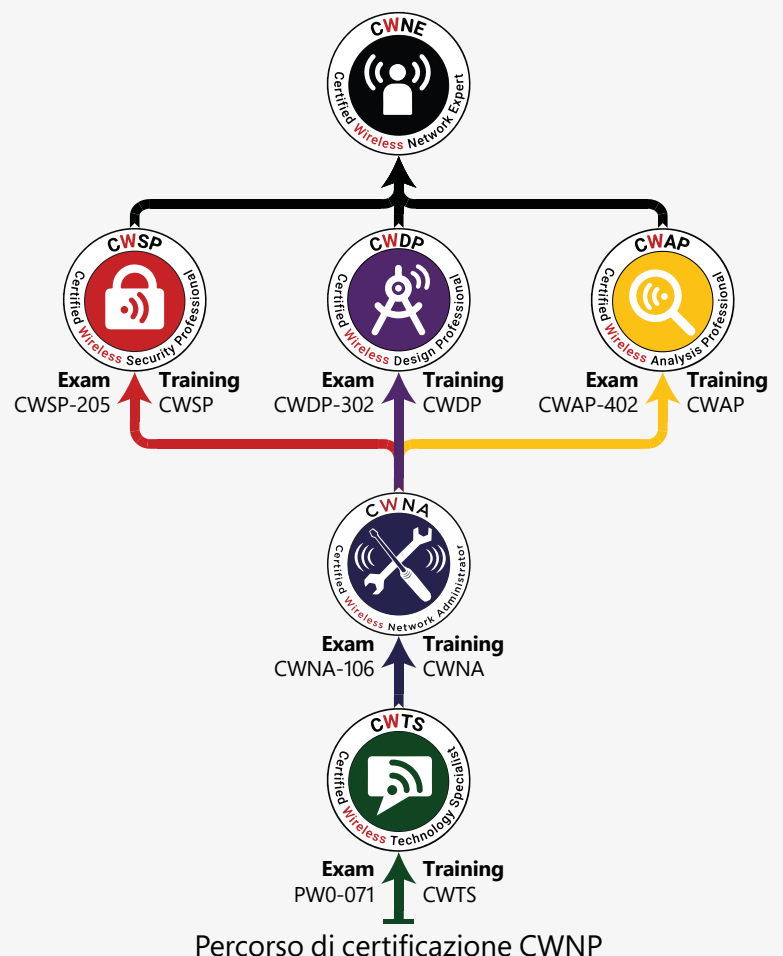 CWNE
Certified Wireless Network Expert
CWSP
Certified Wireless Security Professional
CWDP
Certified Wireless Design Professional
CWAP
Certified Wireless Analysis Professional
Exam Training
CWSP-205 CWSP
Exam Training
CWDP-302 CWDP
Exam Training
CWAP-402 CWAP
CWNA
Certified Wireless Network Administrator
Exam Training
CWNA-106 CWNA
CWTS
Certified Wireless Technology Specialist
Exam Training
PW0-071 CWTS
Percorso di certificazione CWNP